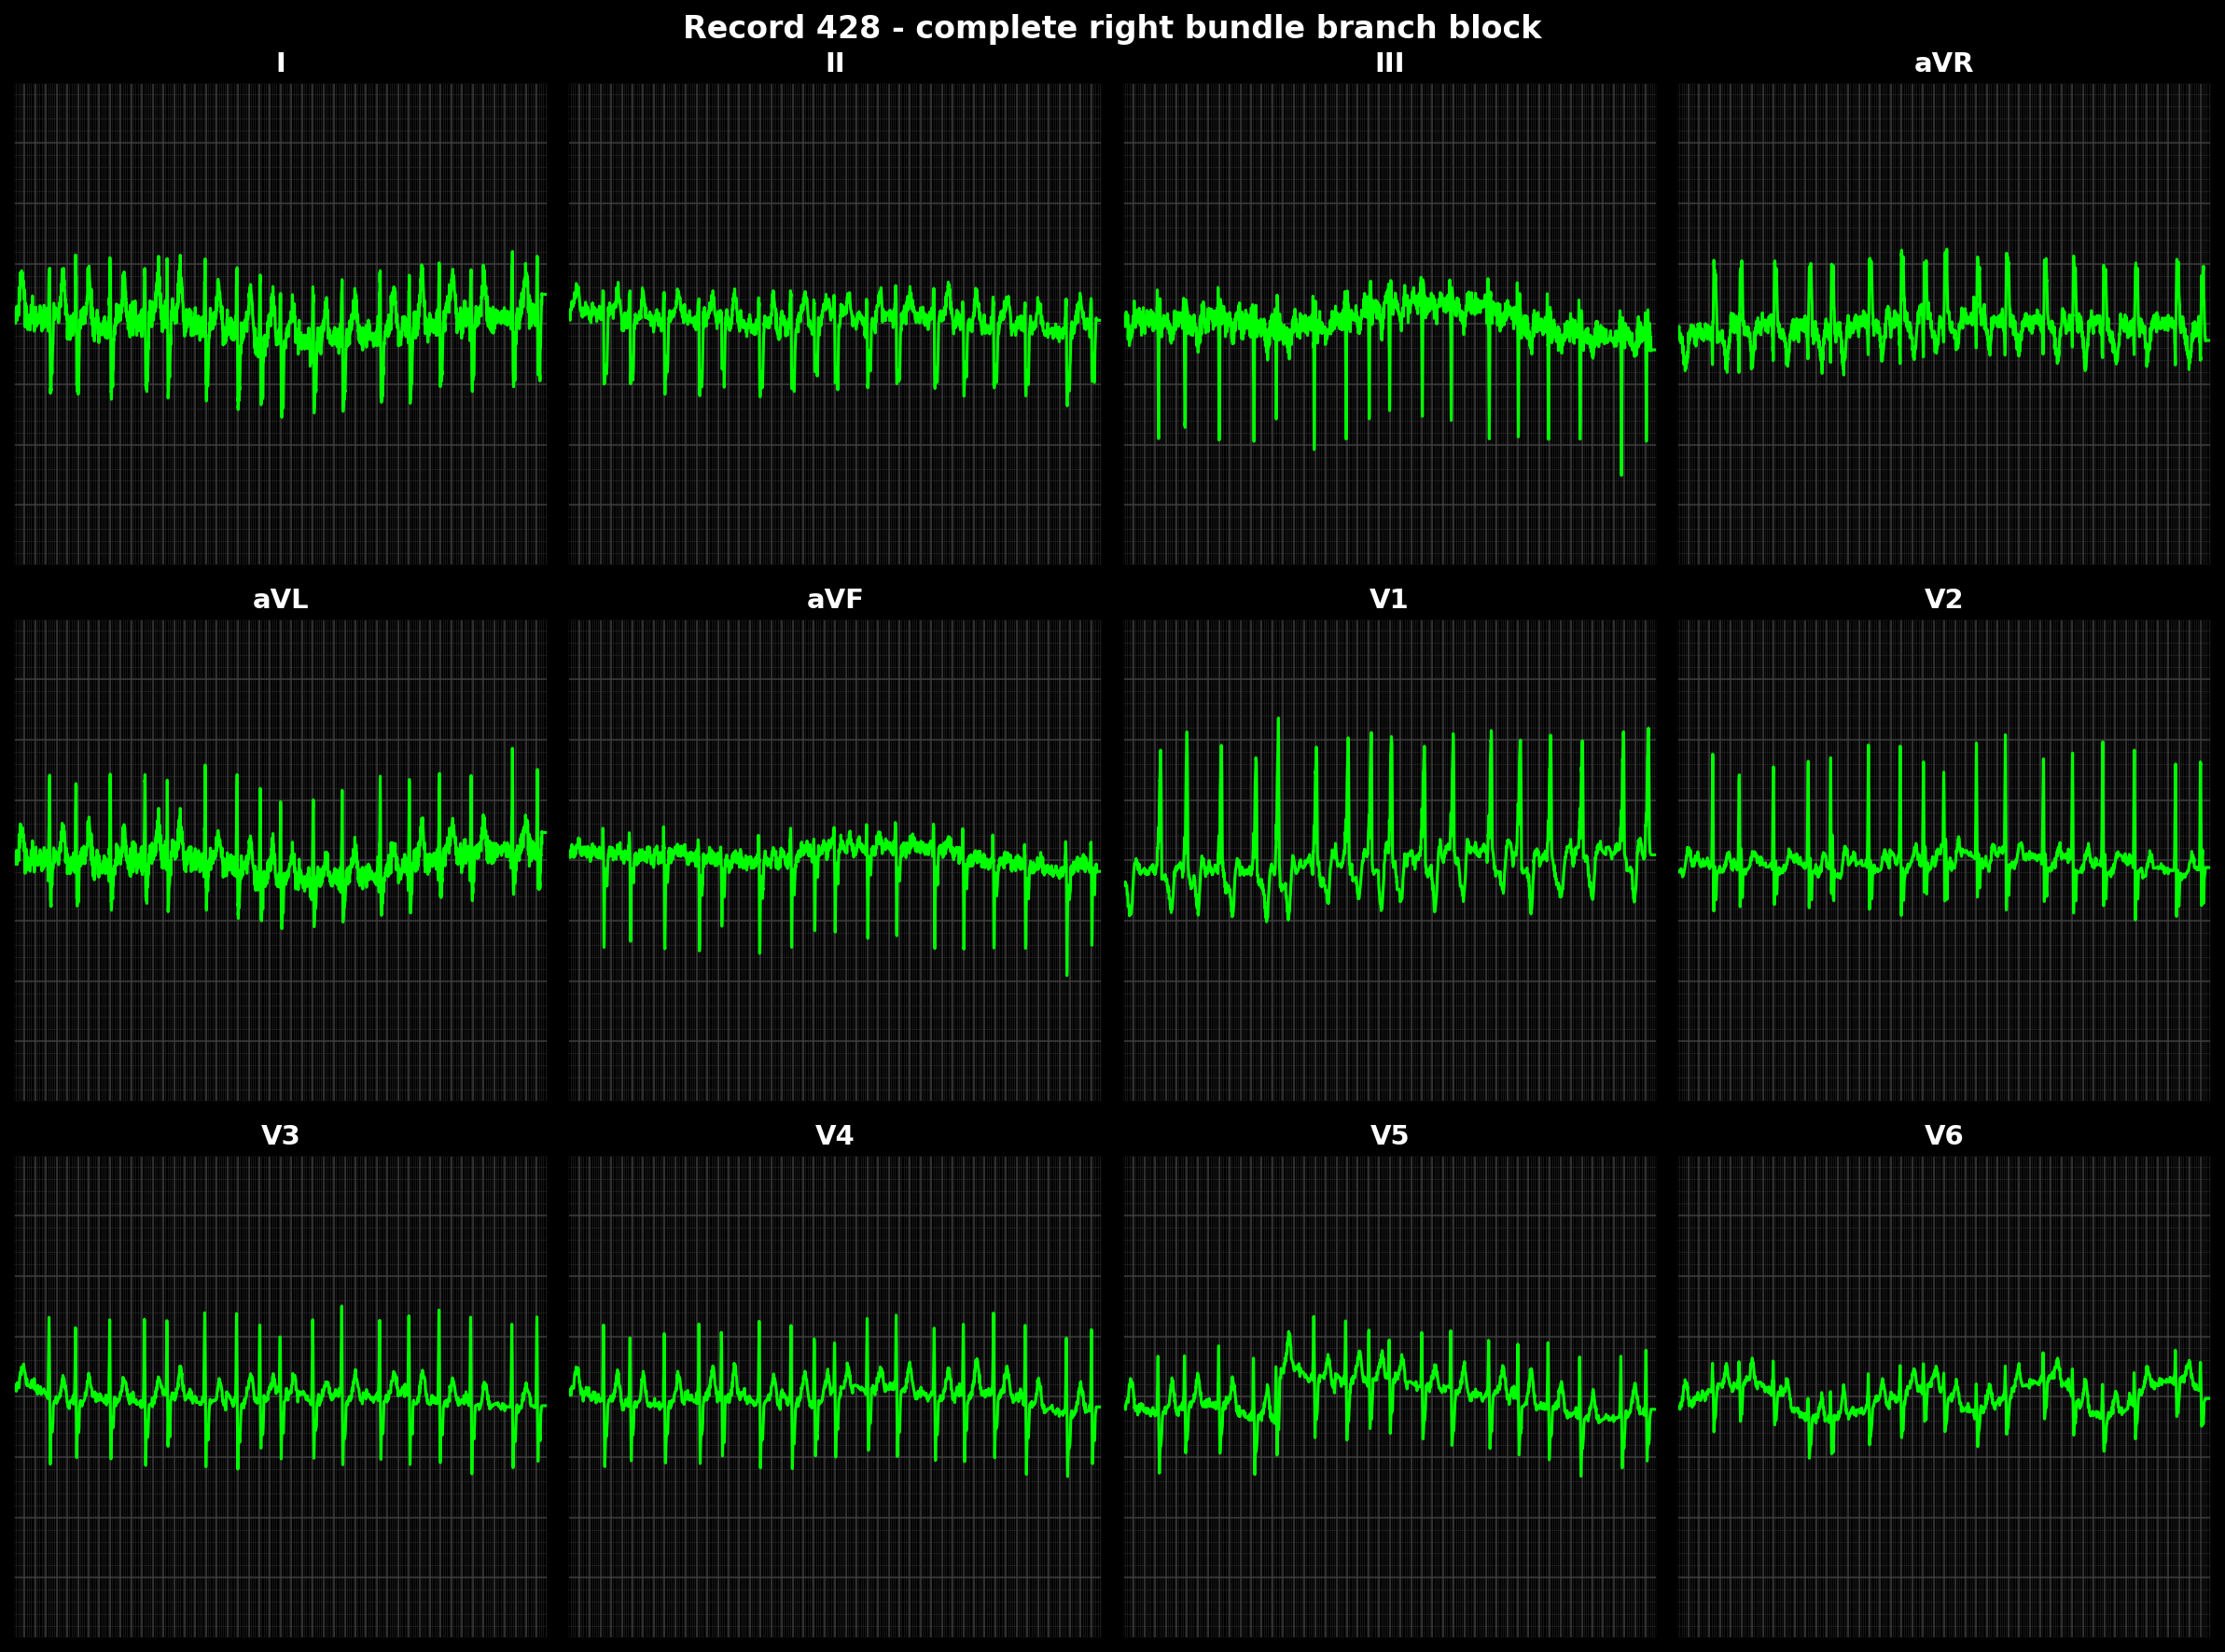 Record 428 - complete right bundle branch block
I
II
III
aVR
aVL
aVF
V1
V2
V3
V4
V5
V6